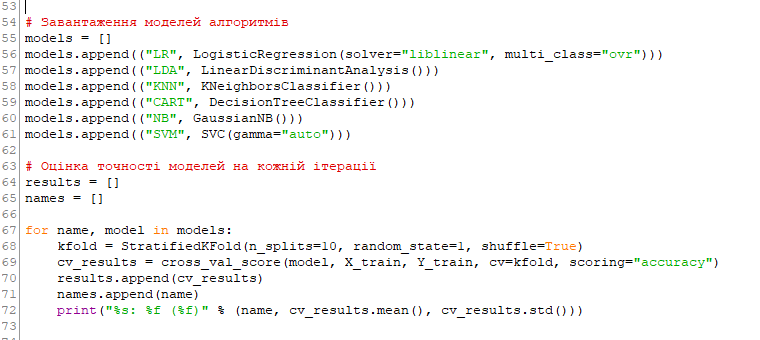 53
54 # Завантаження моделей алгоритмів
55 models = []
56 models.append(("LR", LogisticRegression(solver="liblinear", multi_class="ovr")))
57 models.append(("LDA", LinearDiscriminantAnalysis()))
58 models.append(("KNN", KNeighborsClassifier()))
59 models.append(("CART", DecisionTreeClassifier()))
60 models.append(("NB", GaussianNB()))
61 models.append(("SVM", SVC(gamma="auto")))
62
63 # Оцінка точності моделей на кожній ітерації
64 results = []
65 names = []
66
67 for name, model in models:
68     kfold = StratifiedKFold(n_splits=10, random_state=1, shuffle=True)
69     cv_results = cross_val_score(model, X_train, Y_train, cv=kfold, scoring="accuracy")
70     results.append(cv_results)
71     names.append(name)
72     print("%s: %f (%f)" % (name, cv_results.mean(), cv_results.std()))
73